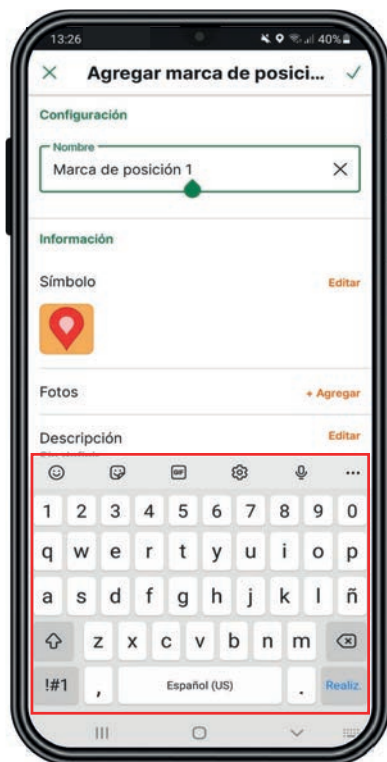 13:26 40%
Agregar marca de posici...
Configuración
Nombre
Marca de posición 1
Información
Símbolo Editar
Fotos + Agregar
Descripción Editar
GIF
1 2 3 4 5 6 7 8 9 0
q w e r t y u i o p
a s d f g h j k l ñ
z x c v b n m
!#1 , Español (US) . Realiz.